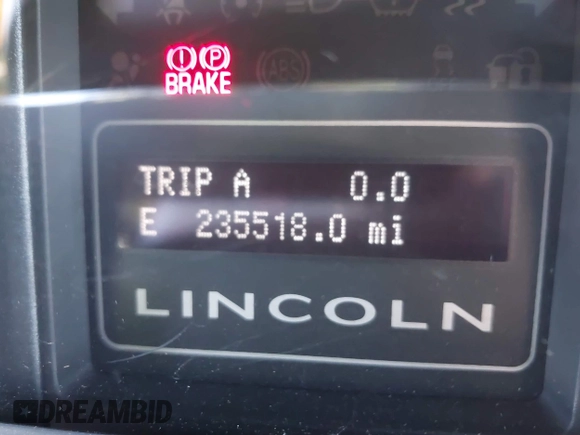 (!) (P)
BRAKE
ABS
TRIP A 0.0
E 235518.0 mi
LINCOLN
DREAMBID